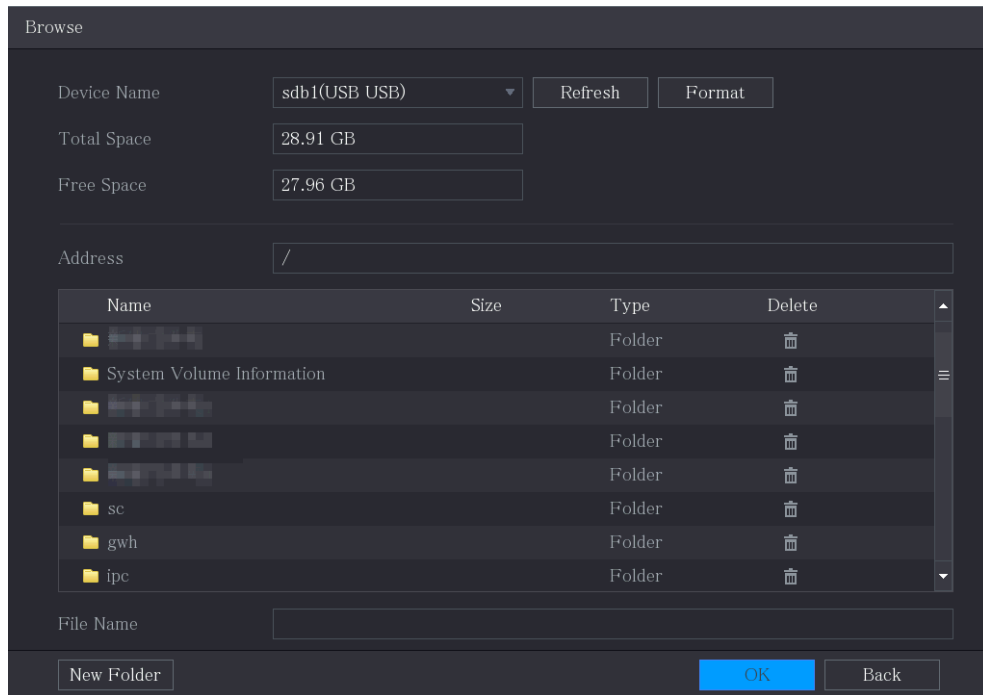 Browse
Device Name sdb1(USB USB) Refresh Format
Total Space 28.91 GB
Free Space 27.96 GB
Address /
Name Size Type Delete
Folder
System Volume Information Folder
Folder
Folder
Folder
sc Folder
gwh Folder
ipc Folder
File Name
New Folder OK Back